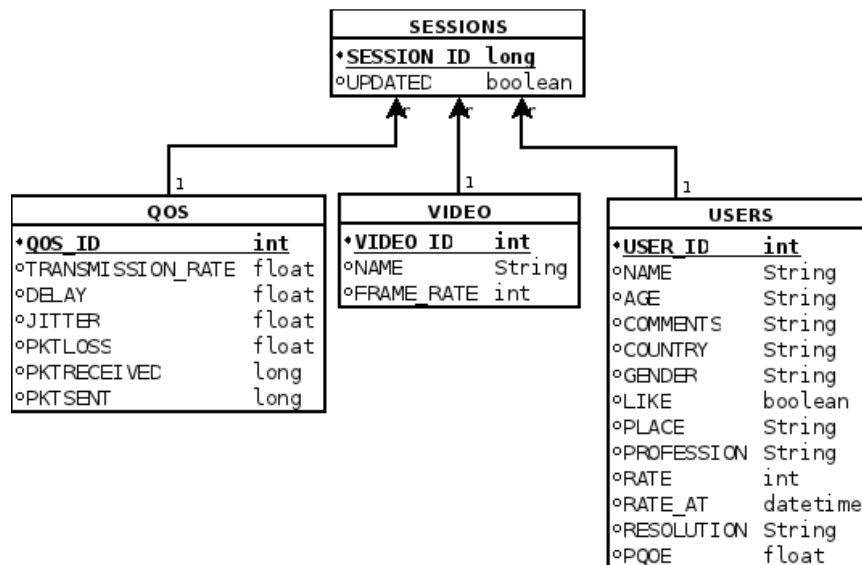 SESSIONS
SESSION_ID long
UPDATED boolean
r r r
1 1 1
QOS
QOS_ID int
TRANSMISSION_RATE float
DELAY float
JITTER float
PKTLOSS float
PKTRECEIVED long
PKTSENT long
VIDEO
VIDEO_ID int
NAME String
FRAME_RATE int
USERS
USER_ID int
NAME String
AGE String
COMMENTS String
COUNTRY String
GENDER String
LIKE boolean
PLACE String
PROFESSION String
RATE int
RATE_AT datetime
RESOLUTION String
PQOE float